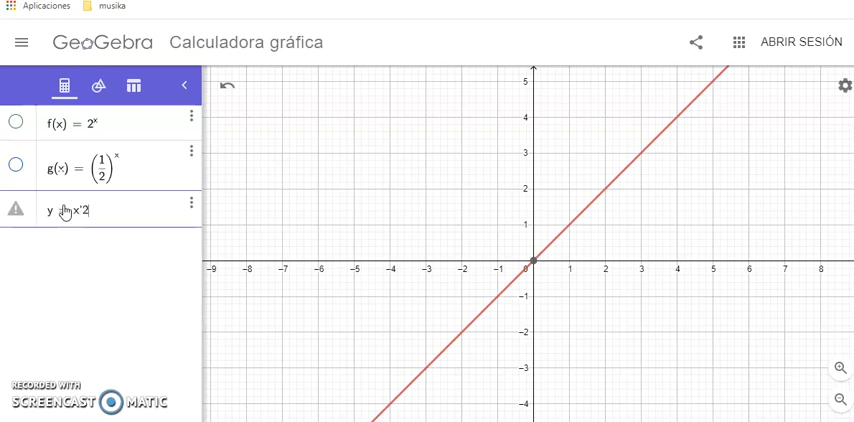 Aplicaciones musika
GeoGebra Calculadora gráfica ABRIR SESIÓN
f(x) = 2ˣ
g(x) = (1/2)ˣ
y = x'2
5
4
3
2
1
−9 −8 −7 −6 −5 −4 −3 −2 −1 0 1 2 3 4 5 6 7 8
−1
−2
−3
−4
RECORDED WITH
SCREENCAST MATIC